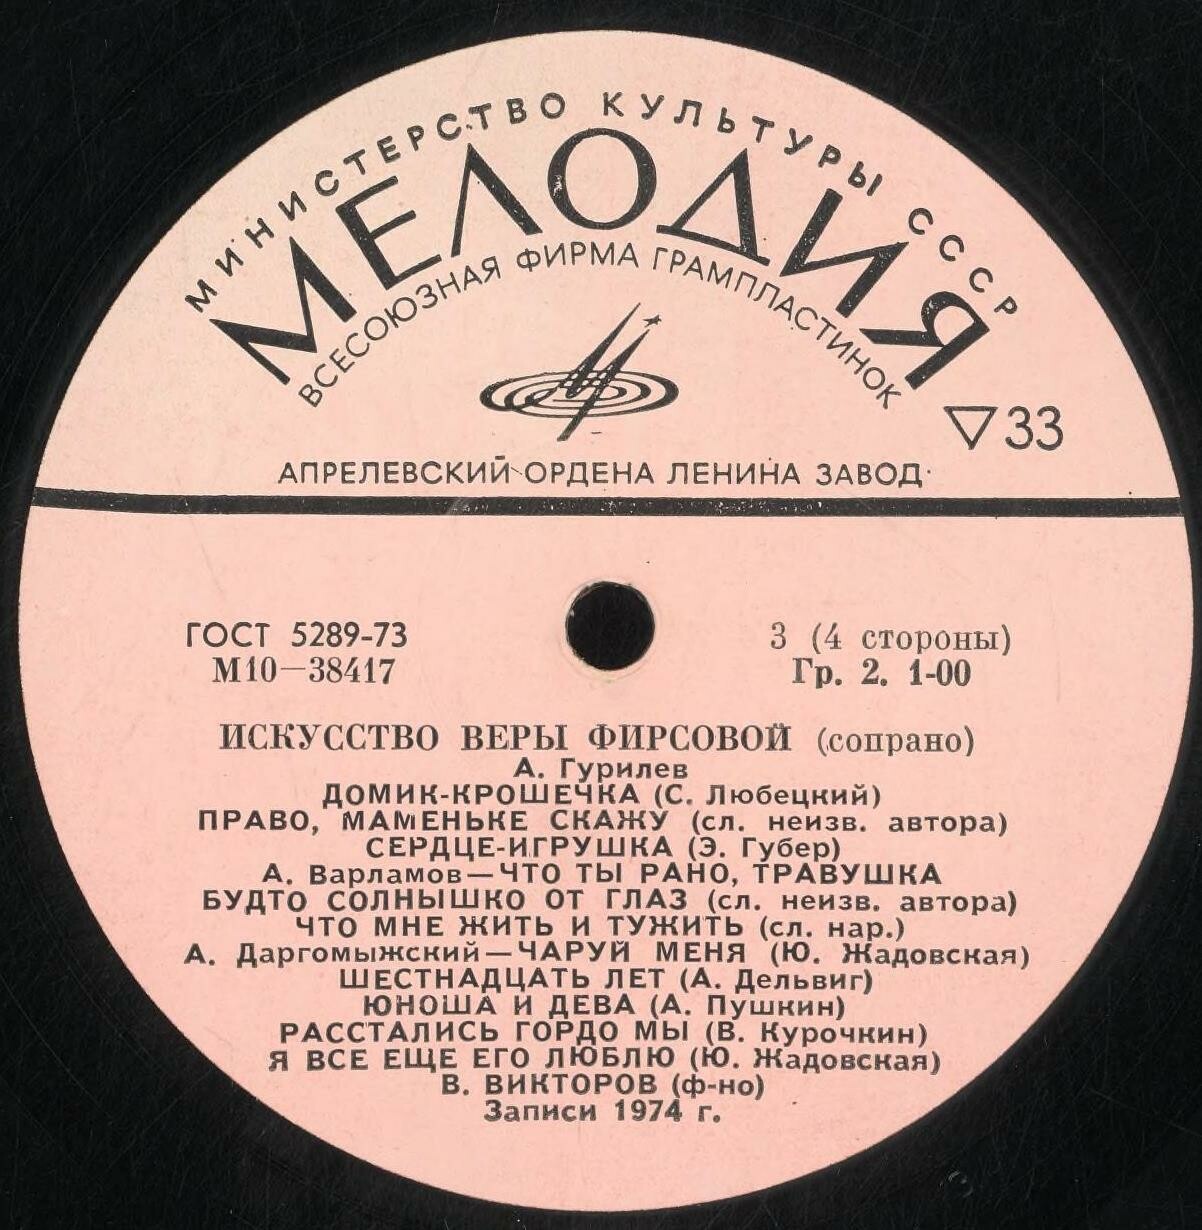 МИНИСТЕРСТВО КУЛЬТУРЫ СССР
МЕЛОДИЯ
ВСЕСОЮЗНАЯ ФИРМА ГРАМПЛАСТИНОК
33
АПРЕЛЕВСКИЙ ОРДЕНА ЛЕНИНА ЗАВОД
ГОСТ 5289-73
М10—38417
3 (4 стороны)
Гр. 2. 1-00
ИСКУССТВО ВЕРЫ ФИРСОВОЙ (сопрано)
А. Гурилев
ДОМИК-КРОШЕЧКА (С. Любецкий)
ПРАВО, МАМЕНЬКЕ СКАЖУ (сл. неизв. автора)
СЕРДЦЕ-ИГРУШКА (Э. Губер)
А. Варламов—ЧТО ТЫ РАНО, ТРАВУШКА
БУДТО СОЛНЫШКО ОТ ГЛАЗ (сл. неизв. автора)
ЧТО МНЕ ЖИТЬ И ТУЖИТЬ (сл. нар.)
А. Даргомыжский—ЧАРУЙ МЕНЯ (Ю. Жадовская)
ШЕСТНАДЦАТЬ ЛЕТ (А. Дельвиг)
ЮНОША И ДЕВА (А. Пушкин)
РАССТАЛИСЬ ГОРДО МЫ (В. Курочкин)
Я ВСЕ ЕЩЕ ЕГО ЛЮБЛЮ (Ю. Жадовская)
В. ВИКТОРОВ (ф-но)
Записи 1974 г.